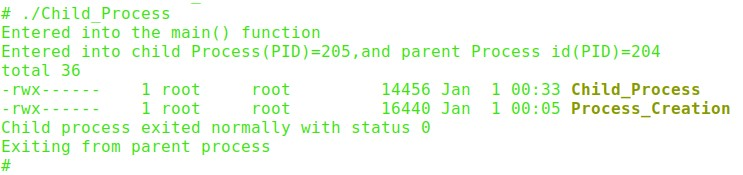 # ./Child_Process
Entered into the main() function
Entered into child Process(PID)=205,and parent Process id(PID)=204
total 36
-rwx------    1 root     root         14456 Jan  1 00:33 Child_Process
-rwx------    1 root     root         16440 Jan  1 00:05 Process_Creation
Child process exited normally with status 0
Exiting from parent process
#